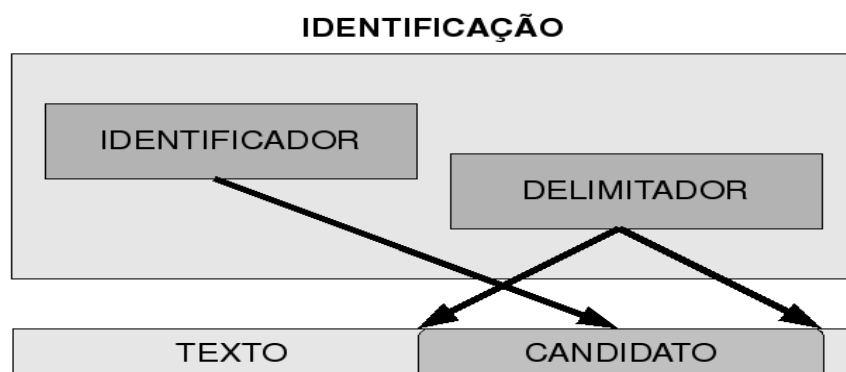 IDENTIFICAÇÃO
IDENTIFICADOR
DELIMITADOR
TEXTO
CANDIDATO